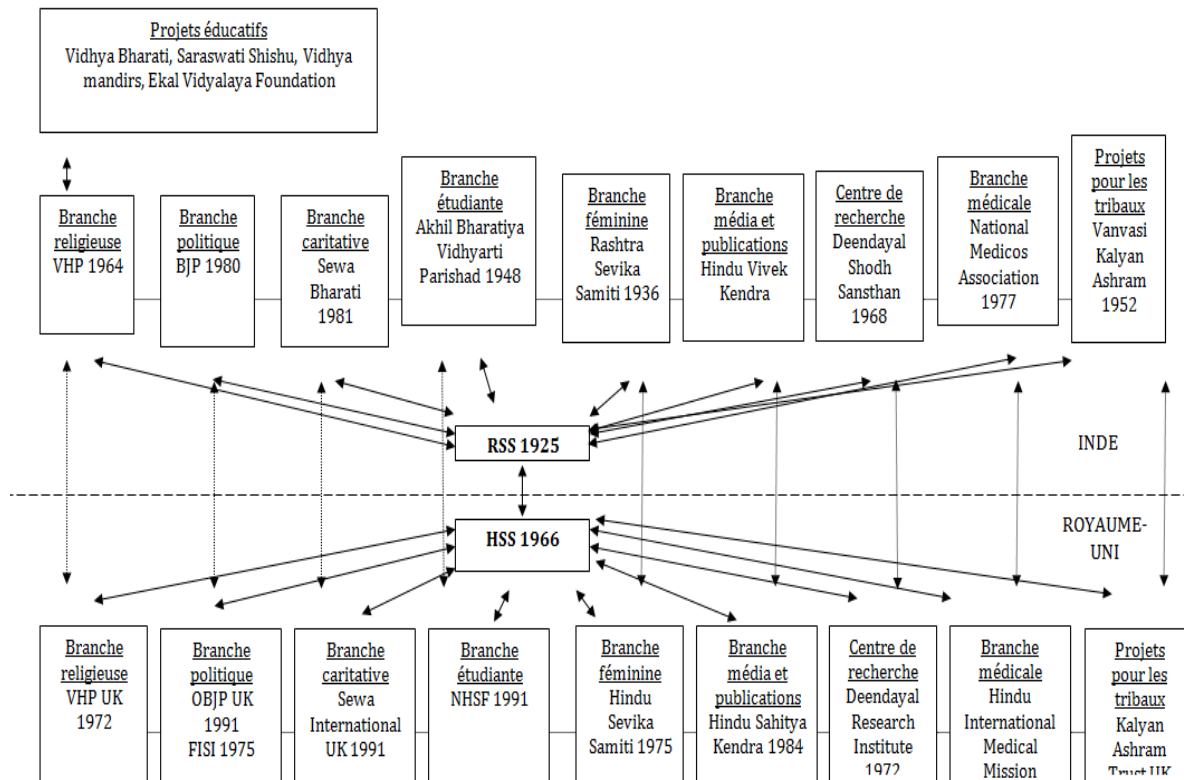 Projets éducatifs
Vidhya Bharati, Saraswati Shishu, Vidhya
mandirs, Ekal Vidyalaya Foundation
Branche
religieuse
VHP 1964
Branche
politique
BJP 1980
Branche
caritative
Sewa
Bharati
1981
Branche
étudiante
Akhil Bharatiya
Vidhyarti
Parishad 1948
Branche
féminine
Rashtra
Sevika
Samiti 1936
Branche
média et
publications
Hindu Vivek
Kendra
Centre de
recherche
Deendayal
Shodh
Sansthan
1968
Branche
médicale
National
Medicos
Association
1977
Projets
pour les
tribaux
Vanvasi
Kalyan
Ashram
1952
RSS 1925
INDE
HSS 1966
ROYAUME-
UNI
Branche
religieuse
VHP UK
1972
Branche
politique
OBJP UK
1991
FISI 1975
Branche
caritative
Sewa
International
UK 1991
Branche
étudiante
NHSF 1991
Branche
féminine
Hindu
Sevika
Samiti 1975
Branche
média et
publications
Hindu Sahitya
Kendra 1984
Centre de
recherche
Deendayal
Research
Institute
1972
Branche
médicale
Hindu
International
Medical
Mission
Projets
pour les
tribaux
Kalyan
Ashram
Trust UK